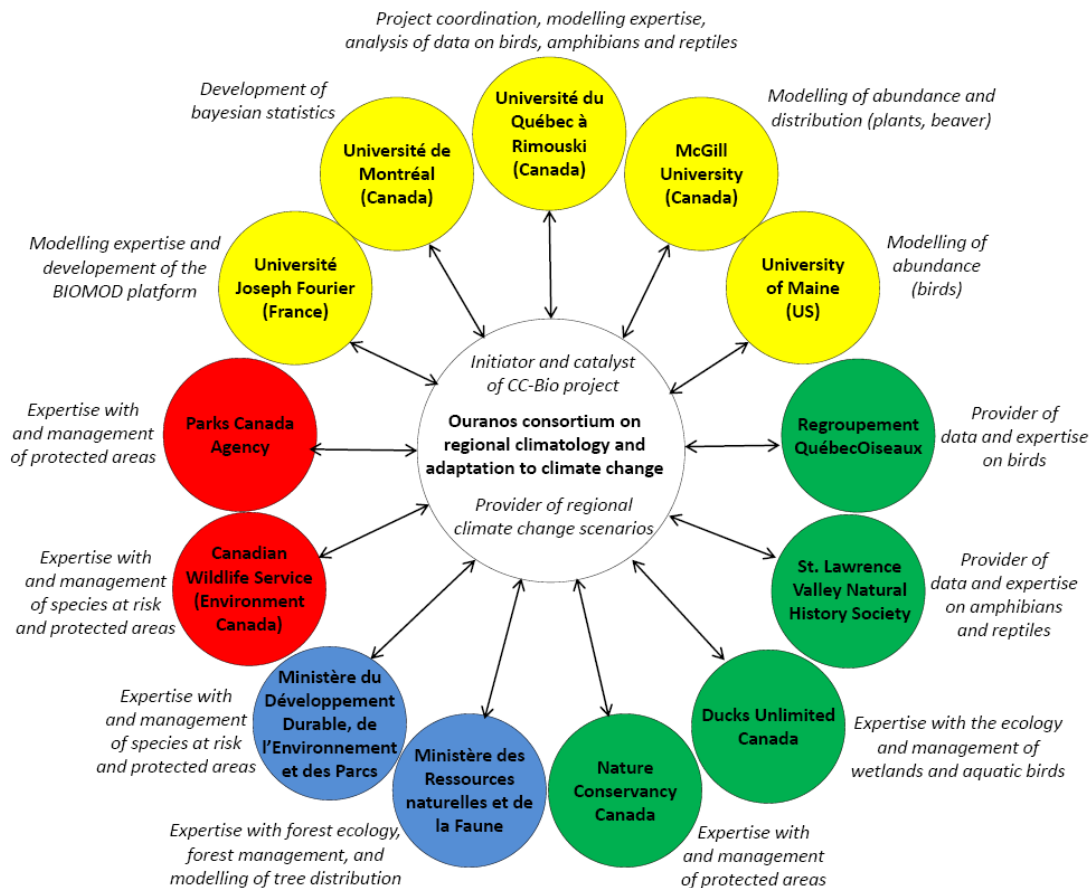 Project coordination, modelling expertise,
analysis of data on birds, amphibians and reptiles
Université du
Québec à
Rimouski
(Canada)
Development of
bayesian statistics
Université de
Montréal
(Canada)
Modelling of abundance and
distribution (plants, beaver)
McGill
University
(Canada)
Modelling expertise and
developement of the
BIOMOD platform
Université
Joseph Fourier
(France)
Modelling of
abundance
(birds)
University
of Maine
(US)
Initiator and catalyst
of CC-Bio project
Ouranos consortium on
regional climatology and
adaptation to climate change
Provider of regional
climate change scenarios
Expertise with
and management
of protected areas
Parks Canada
Agency
Regroupement
QuébecOiseaux
Provider of
data and expertise
on birds
Expertise with
and management
of species at risk
and protected areas
Canadian
Wildlife Service
(Environment
Canada)
St. Lawrence
Valley Natural
History Society
Provider of
data and expertise
on amphibians
and reptiles
Expertise with
and management
of species at risk
and protected areas
Ministère du
Développement
Durable, de
l’Environnement
et des Parcs
Ducks Unlimited
Canada
Expertise with the ecology
and management of
wetlands and aquatic birds
Ministère des
Ressources
naturelles et de
la Faune
Expertise with forest ecology,
forest management, and
modelling of tree distribution
Nature
Conservancy
Canada
Expertise with
and management
of protected areas